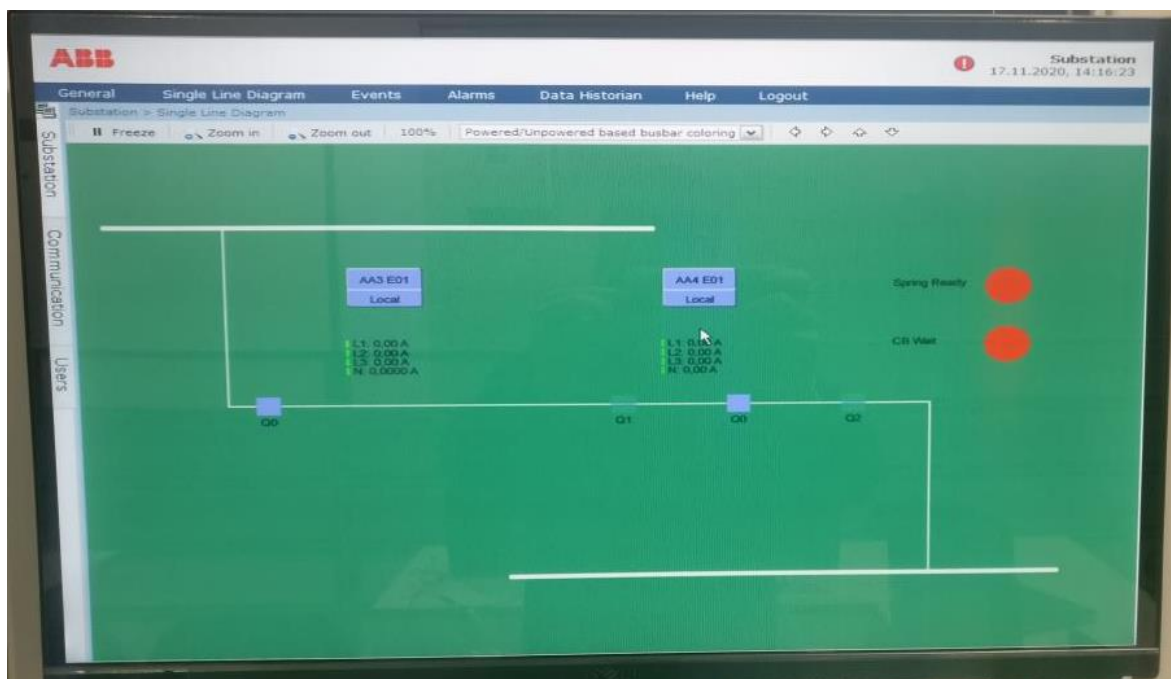 ABB
Substation
17.11.2020, 14:16:23
General Single Line Diagram Events Alarms Data Historian Help Logout
Substation > Single Line Diagram
Freeze Zoom in Zoom out 100% Powered/Unpowered based busbar coloring
Substation
Communication
Users
AA3 E01
Local
L1: 0,00 A
L2: 0,00 A
L3: 0,00 A
N: 0,0000 A
AA4 E01
Local
L1: 0,00 A
L2: 0,00 A
L3: 0,00 A
N: 0,00 A
Spring Ready
CB Wait
Q0
Q1
Q0
Q2